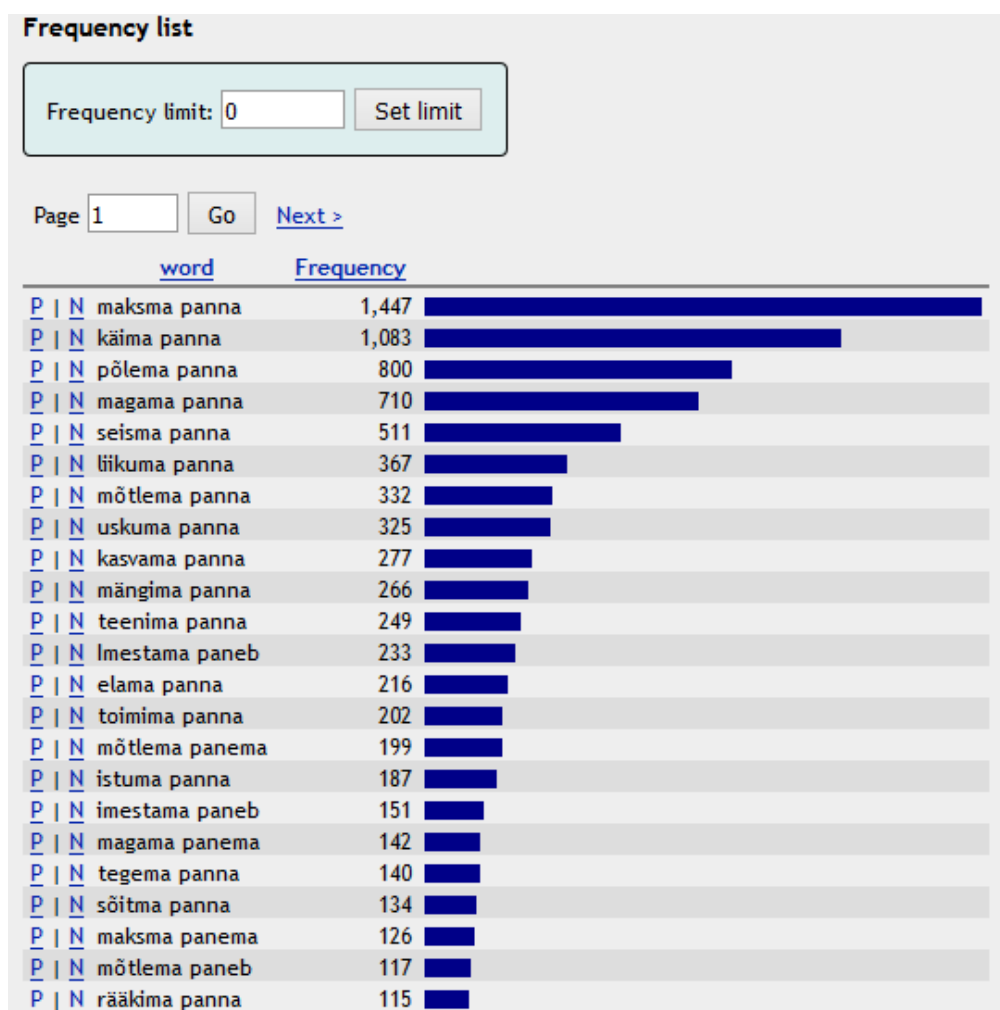 Frequency list
Frequency limit: 0 Set limit
Page 1 Go Next >
word Frequency
P | N maksma panna 1,447
P | N käima panna 1,083
P | N põlema panna 800
P | N magama panna 710
P | N seisma panna 511
P | N liikuma panna 367
P | N mõtlema panna 332
P | N uskuma panna 325
P | N kasvama panna 277
P | N mängima panna 266
P | N teenima panna 249
P | N Imestama paneb 233
P | N elama panna 216
P | N toimima panna 202
P | N mõtlema panema 199
P | N istuma panna 187
P | N imestama paneb 151
P | N magama panema 142
P | N tegema panna 140
P | N sõitma panna 134
P | N maksma panema 126
P | N mõtlema paneb 117
P | N rääkima panna 115